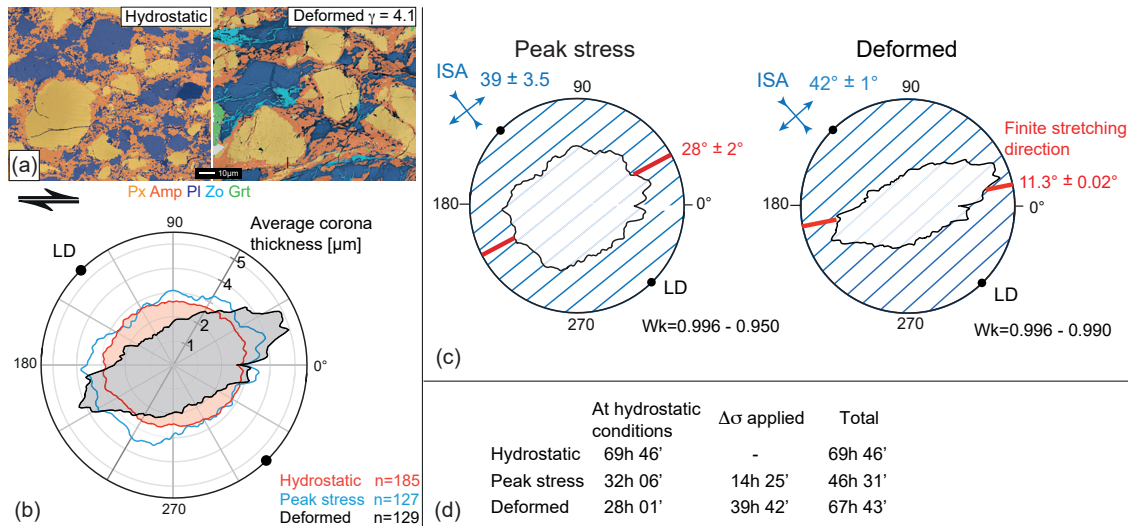 Hydrostatic
Deformed γ = 4.1
(a)
10µm
Px Amp Pl Zo Grt
Average corona
thickness [µm]
90
LD
5
4
2
1
180
0°
270
Hydrostatic n=185
Peak stress n=127
Deformed n=129
(b)
Peak stress
ISA
39 ± 3.5
90
28° ± 2°
180
0°
LD
270
Wk=0.996 - 0.950
Deformed
ISA
42° ± 1°
90
Finite stretching
direction
11.3° ± 0.02°
180
0°
LD
270
Wk=0.996 - 0.990
(c)
At hydrostatic
conditions
Δσ applied
Total
Hydrostatic 69h 46’ - 69h 46’
Peak stress 32h 06’ 14h 25’ 46h 31’
Deformed 28h 01’ 39h 42’ 67h 43’
(d)